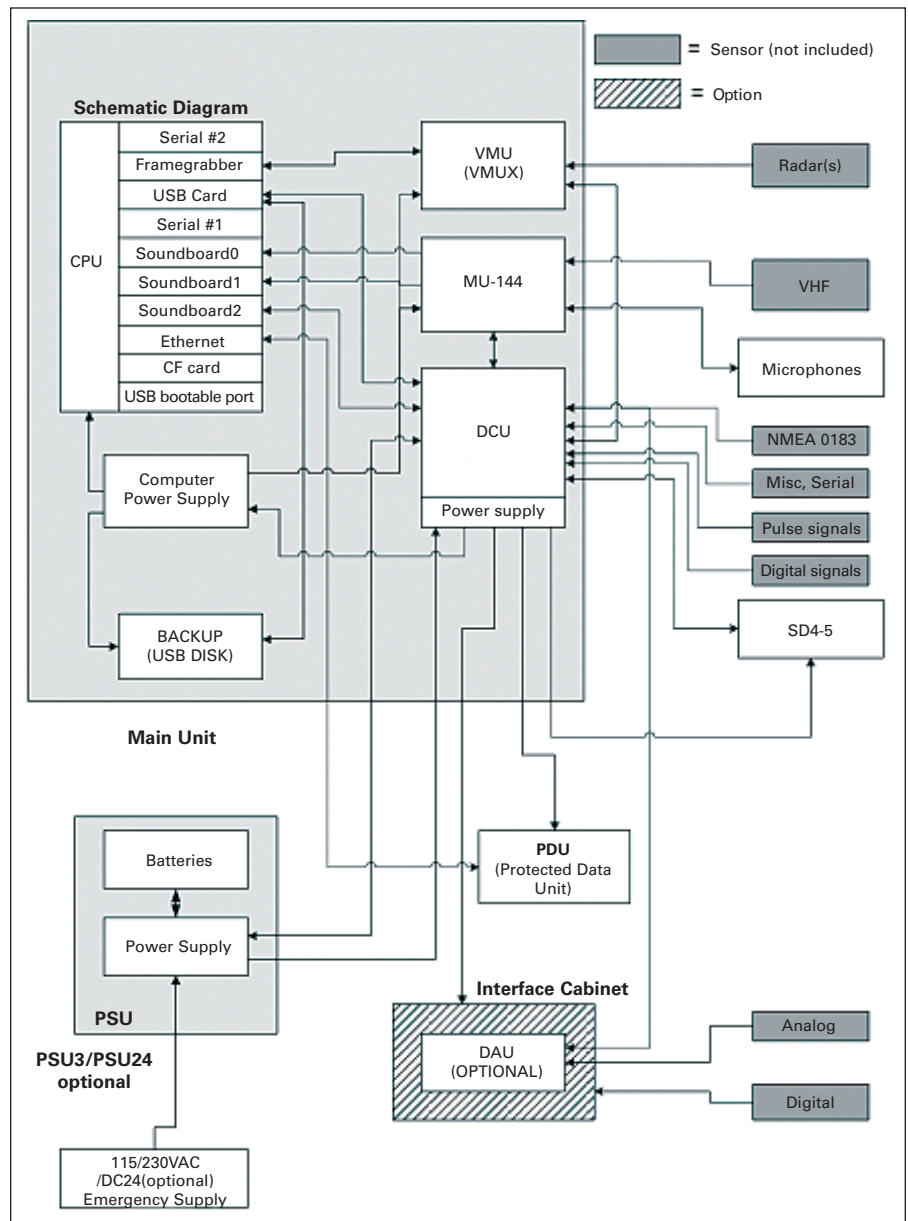 = Sensor (not included)
= Option
Schematic Diagram
CPU
Serial #2
Framegrabber
USB Card
Serial #1
Soundboard0
Soundboard1
Soundboard2
Ethernet
CF card
USB bootable port
VMU
(VMUX)
MU-144
DCU
Power supply
Computer
Power Supply
BACKUP
(USB DISK)
Main Unit
Radar(s)
VHF
Microphones
NMEA 0183
Misc, Serial
Pulse signals
Digital signals
SD4-5
Batteries
Power Supply
PSU
PSU3/PSU24
optional
115/230VAC
/DC24(optional)
Emergency Supply
PDU
(Protected Data
Unit)
Interface Cabinet
DAU
(OPTIONAL)
Analog
Digital